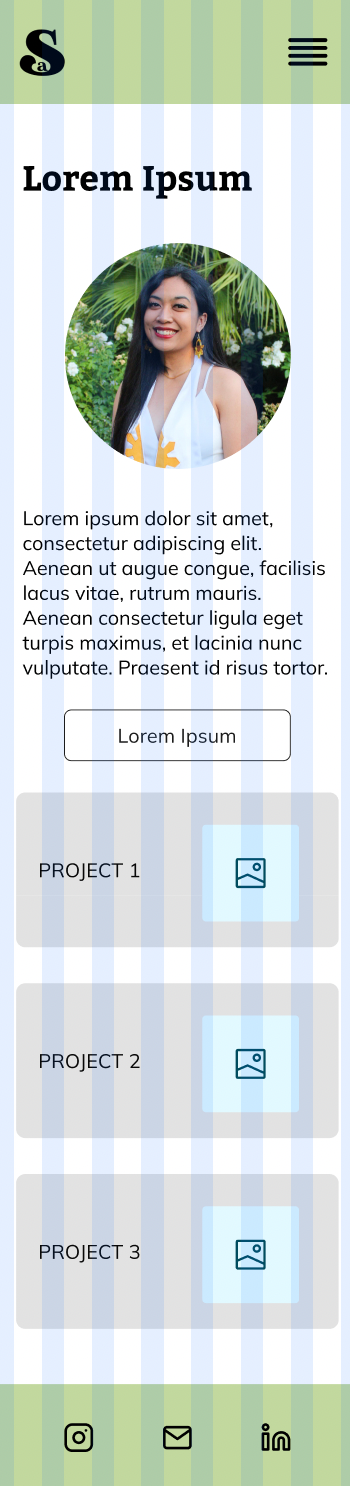 Sa
Lorem Ipsum
Lorem ipsum dolor sit amet,
consectetur adipiscing elit.
Aenean ut augue congue, facilisis
lacus vitae, rutrum mauris.
Aenean consectetur ligula eget
turpis maximus, et lacinia nunc
vulputate. Praesent id risus tortor.
Lorem Ipsum
PROJECT 1
PROJECT 2
PROJECT 3
in